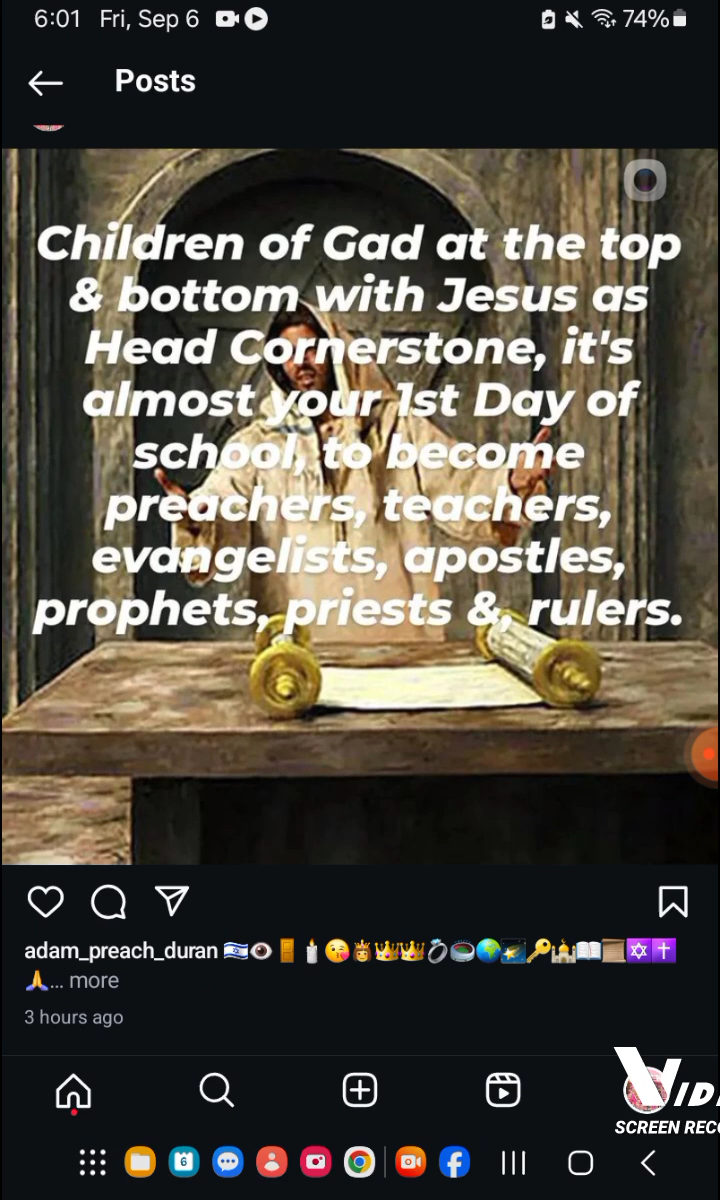 6:01 Fri, Sep 6 74%
Posts
Children of Gad at the top
& bottom with Jesus as
Head Cornerstone, it's
almost your 1st Day of
school, to become
preachers, teachers,
evangelists, apostles,
prophets, priests &, rulers.
adam_preach_duran 🇮🇱👁🚪🕯😘👸👑👑💍🏟🌍🌠🔑🕌📖📜✡✝
🙏... more
3 hours ago
SCREEN REC
6